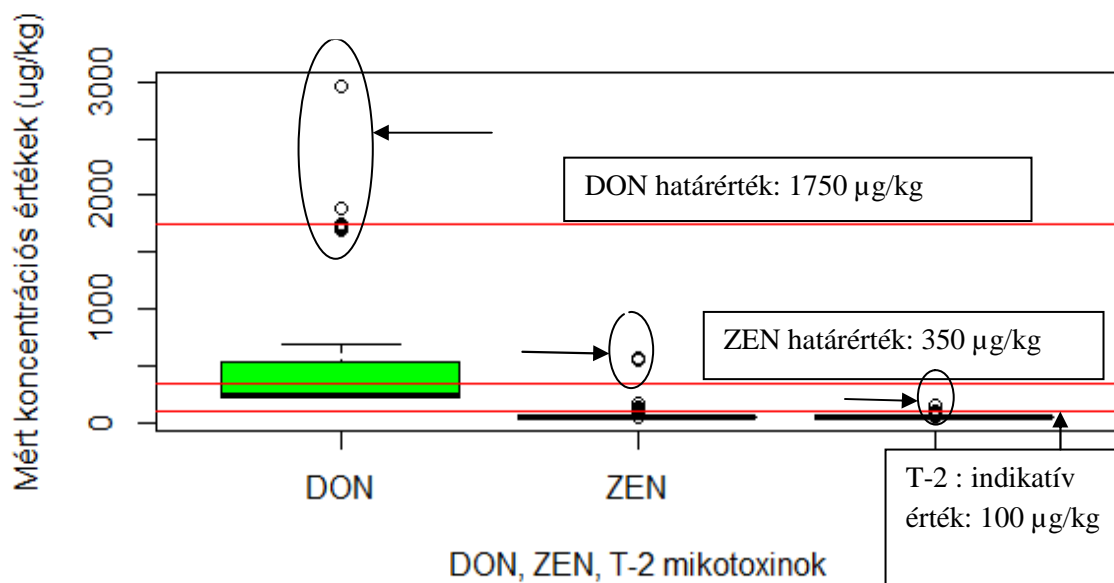 Mért koncentrációs értékek (ug/kg)
3000
2000
1000
0
DON határérték: 1750 µg/kg
ZEN határérték: 350 µg/kg
T-2 : indikatív
érték: 100 µg/kg
DON
ZEN
DON, ZEN, T-2 mikotoxinok